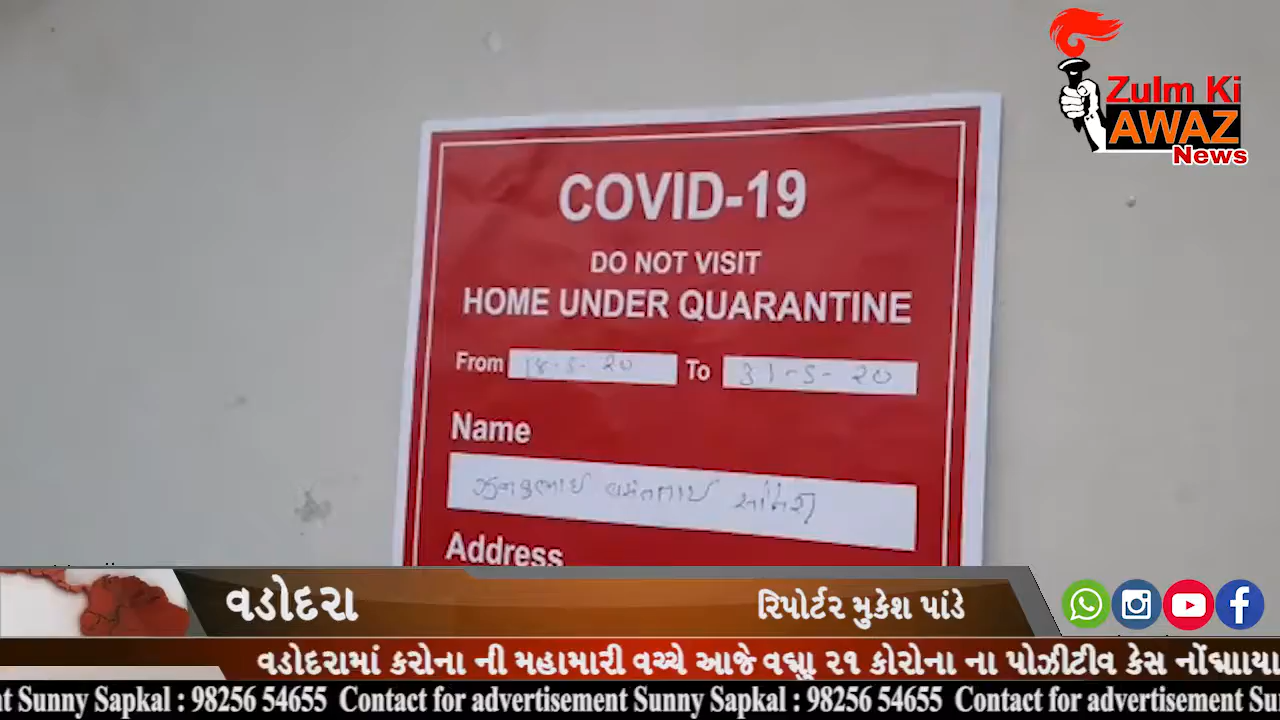 Zulm Ki
AWAZ
News
COVID-19
DO NOT VISIT
HOME UNDER QUARANTINE
From 18-5-20 To 31-5-20
Name
Address
વડોદરા
રિપોર્ટર મુકેશ પાંડે
વડોદરામાં કરોના ની મહામારી વચ્ચે આજે વધ્મૂ ૨૧ કોરોના ના પોઝીટીવ કેસ નોંધ્માાયા
nt Sunny Sapkal : 98256 54655 Contact for advertisement Sunny Sapkal : 98256 54655 Contact for advertisement Su